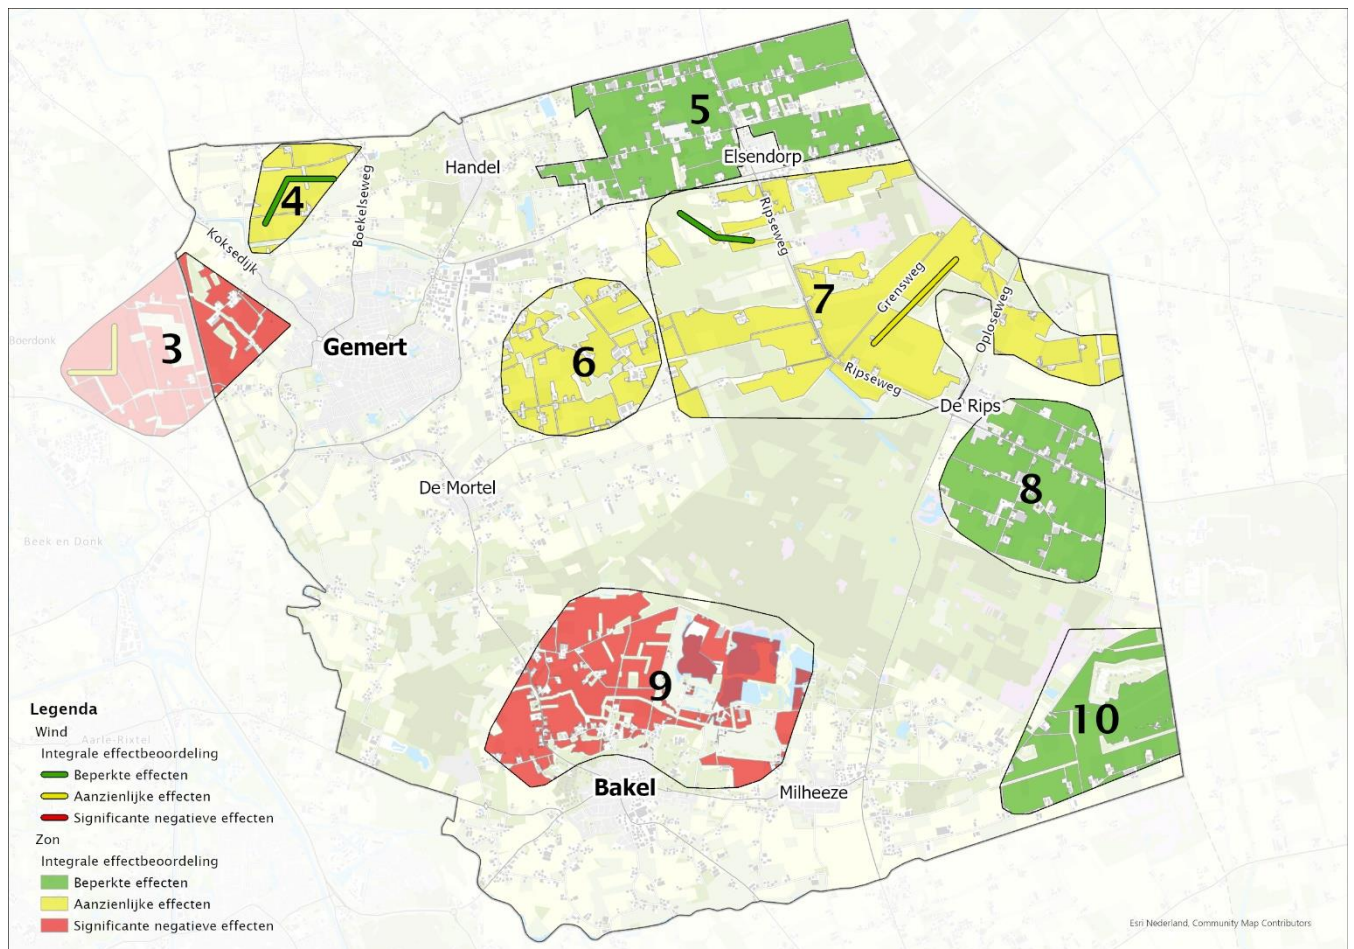 5
Elsendorp
Handel
4
Boekelseweg
Koksedijk
Ripseweg
7
Grensweg
Oploseweg
Boerdonk
3
Gemert
6
Ripseweg
De Rips
De Mortel
8
Beek en Donk
9
10
Bakel
Milheeze
Aarle-Rixtel
Legenda
Wind
Integrale effectbeoordeling
Beperkte effecten
Aanzienlijke effecten
Significante negatieve effecten
Zon
Integrale effectbeoordeling
Beperkte effecten
Aanzienlijke effecten
Significante negatieve effecten
Esri Nederland, Community Map Contributors